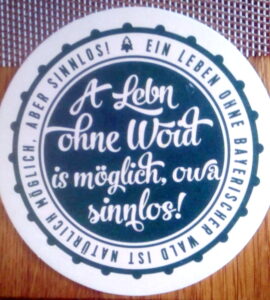 A Lebn
ohne Woid
is möglich, owa
sinnlos!
EIN LEBEN OHNE BAYERISCHER WALD IST NATÜRLICH MÖGLICH, ABER SINNLOS!